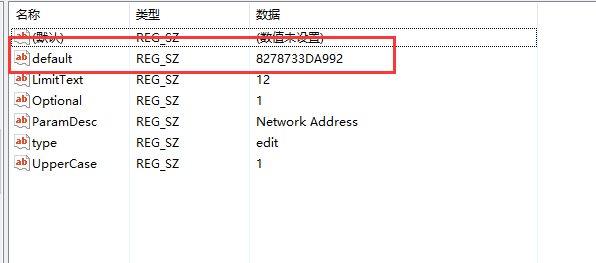 名称 类型 数据
ab (默认) REG_SZ (数值未设置)
ab default REG_SZ 8278733DA992
ab LimitText REG_SZ 12
ab Optional REG_SZ 1
ab ParamDesc REG_SZ Network Address
ab type REG_SZ edit
ab UpperCase REG_SZ 1